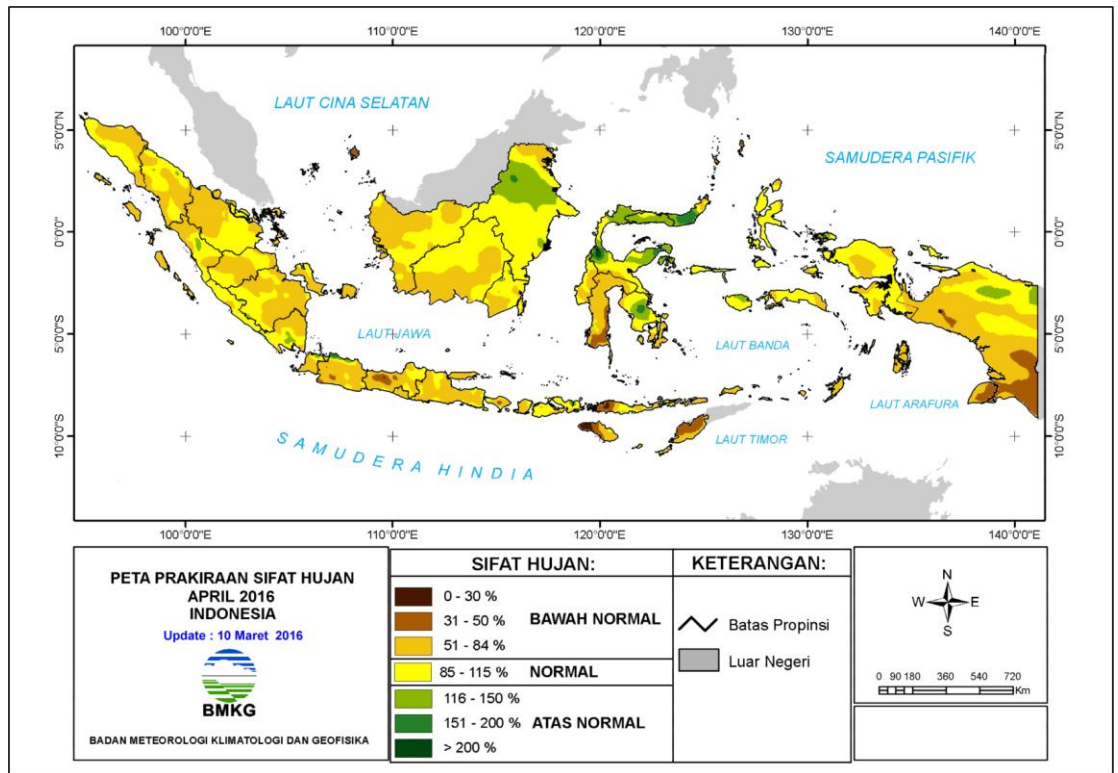 100°0'0"E 110°0'0"E 120°0'0"E 130°0'0"E 140°0'0"E
LAUT CINA SELATAN
5°0'0"N 5°0'0"N
SAMUDERA PASIFIK
0°0'0" 0°0'0"
LAUT JAWA
LAUT BANDA
5°0'0"S 5°0'0"S
LAUT ARAFURA
LAUT TIMOR
10°0'0"S 10°0'0"S
SAMUDERA HINDIA
100°0'0"E 110°0'0"E 120°0'0"E 130°0'0"E 140°0'0"E
PETA PRAKIRAAN SIFAT HUJAN
APRIL 2016
INDONESIA
Update : 10 Maret 2016
BMKG
BADAN METEOROLOGI KLIMATOLOGI DAN GEOFISIKA
SIFAT HUJAN:
0 - 30 %
31 - 50 % BAWAH NORMAL
51 - 84 %
85 - 115 % NORMAL
116 - 150 %
151 - 200 % ATAS NORMAL
> 200 %
KETERANGAN:
Batas Propinsi
Luar Negeri
N
W E
S
0 90 180 360 540 720
Km